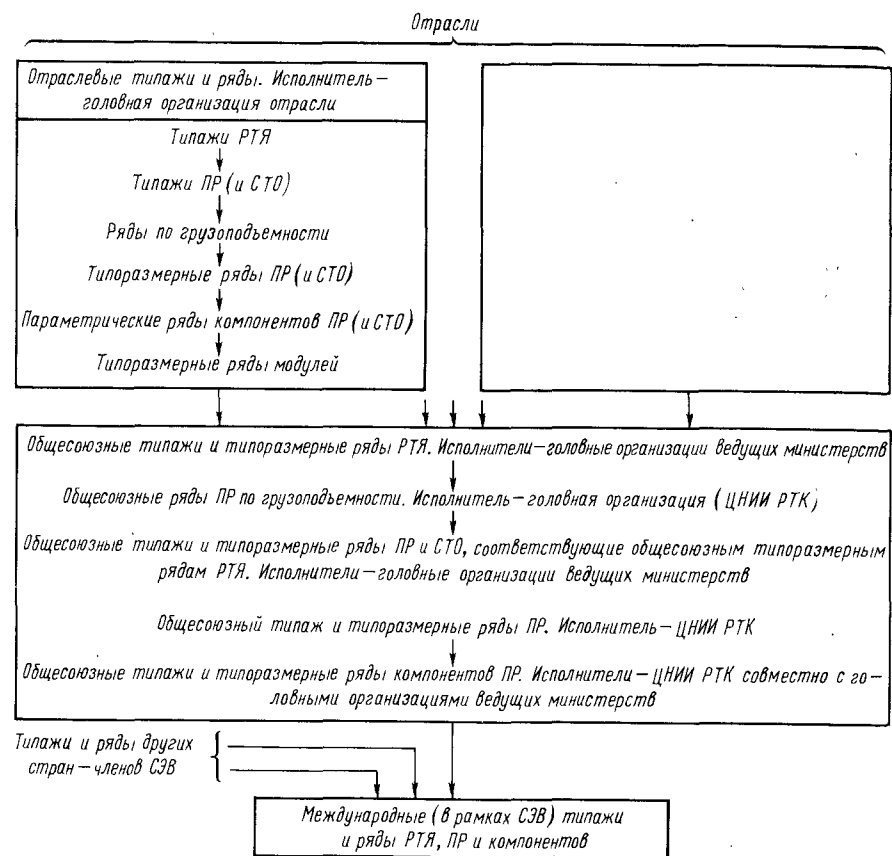 Отрасли
Отраслевые типажи и ряды. Исполнитель—
головная организация отрасли
Типажи РТЯ
Типажи ПР (и СТО)
Ряды по грузоподъемности
Типоразмерные ряды ПР (и СТО)
Параметрические ряды компонентов ПР (и СТО)
Типоразмерные ряды модулей
Общесоюзные типажи и типоразмерные ряды РТЯ. Исполнители—головные организации ведущих министерств
Общесоюзные ряды ПР по грузоподъемности. Исполнитель—головная организация (ЦНИИ РТК)
Общесоюзные типажи и типоразмерные ряды ПР и СТО, соответствующие общесоюзным типоразмерным
рядам РТЯ. Исполнители—головные организации ведущих министерств
Общесоюзный типаж и типоразмерные ряды ПР. Исполнитель—ЦНИИ РТК
Общесоюзные типажи и типоразмерные ряды компонентов ПР. Исполнители—ЦНИИ РТК совместно с го-
ловными организациями ведущих министерств
Типажи и ряды других
стран—членов СЭВ
Международные (в рамках СЭВ) типажи
и ряды РТЯ, ПР и компонентов